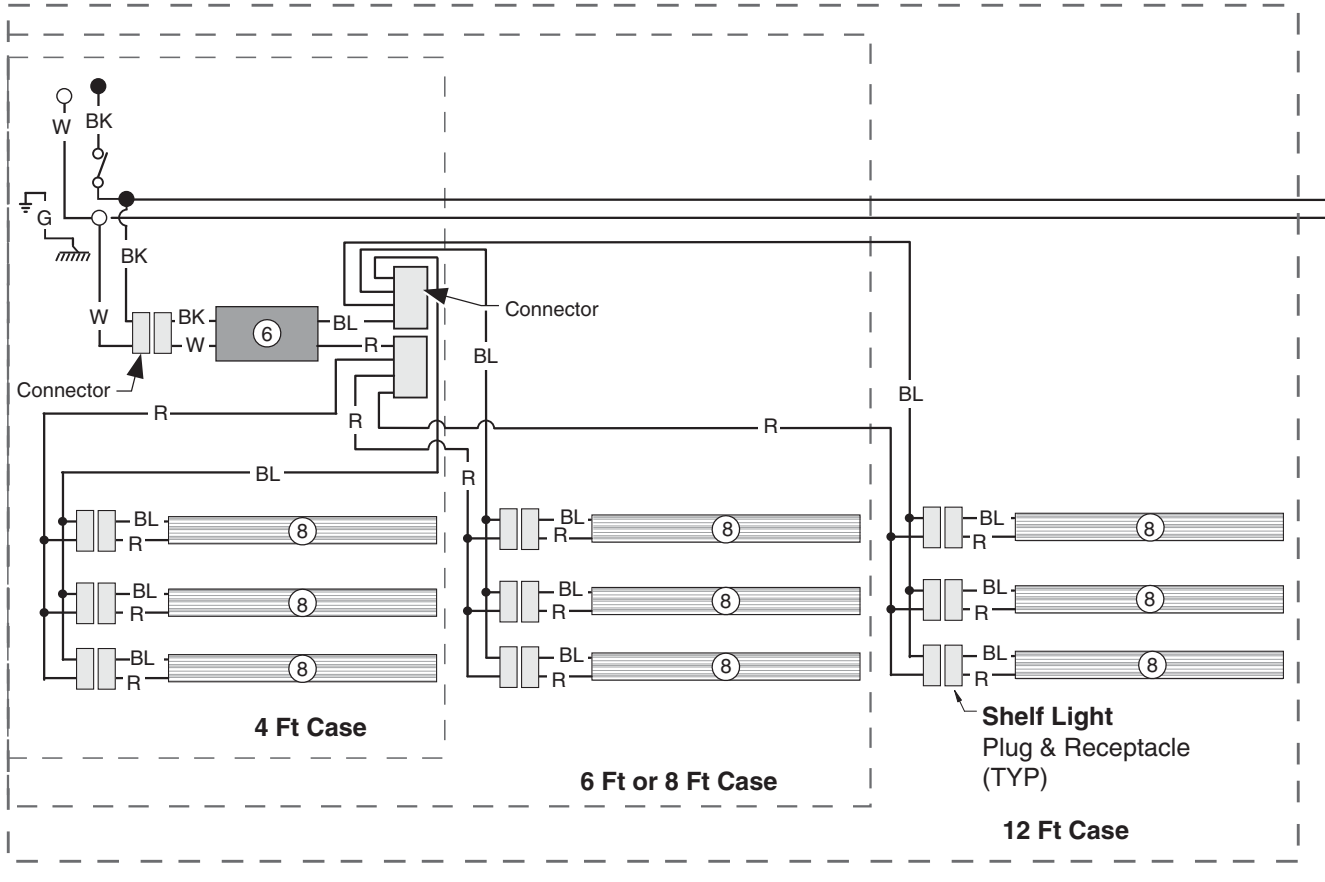 W
BK
G
BK
W
BK
W
6
BL
R
Connector
Connector
R
BL
R
R
BL
R
BL
BL
R
8
BL
R
8
BL
R
8
BL
R
8
BL
R
8
BL
R
8
BL
R
8
BL
R
8
BL
R
8
4 Ft Case
Shelf Light
Plug & Receptacle
(TYP)
6 Ft or 8 Ft Case
12 Ft Case